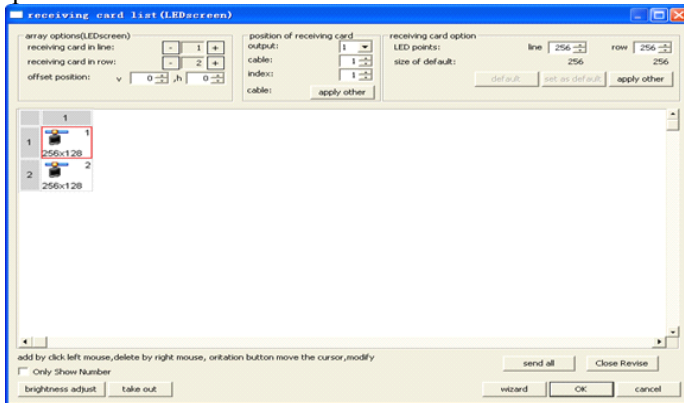 receiving card list(LEDscreen)
array options(LEDscreen)
receiving card in line: - 1 +
receiving card in row: - 2 +
offset position: v 0 ,h 0
position of receiving card
output: 1
cable: 1
index: 1
cable: apply other
receiving card option
LED points: line 256 row 256
size of default: 256 256
default set as default apply other
1
1 1
256×128
2 2
256×128
add by click left mouse,delete by right mouse, oritation button move the cursor,modify
Only Show Number
send all Close Revise
brightness adjust take out wizard OK cancel